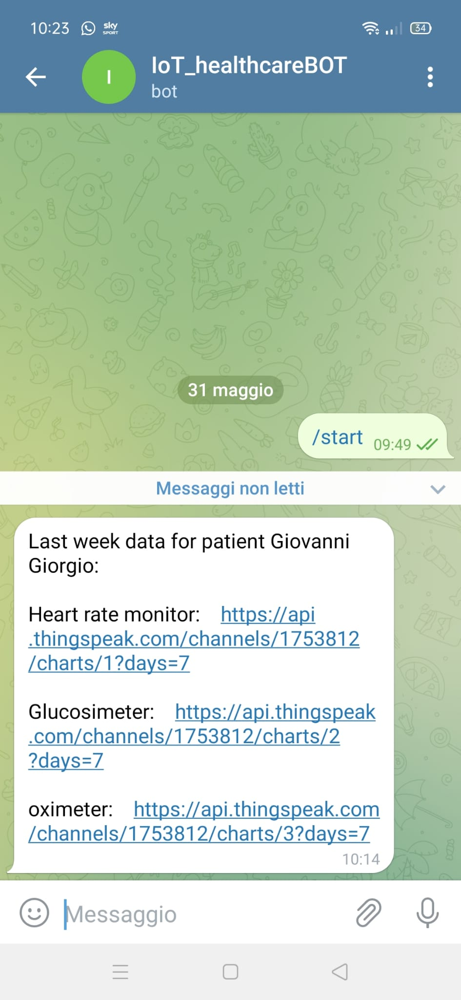 10:23 sky SPORT 34
I
IoT_healthcareBOT
bot
31 maggio
/start 09:49
Messaggi non letti
Last week data for patient Giovanni
Giorgio:
Heart rate monitor: https://api
.thingspeak.com/channels/1753812
/charts/1?days=7
Glucosimeter: https://api.thingspeak
.com/channels/1753812/charts/2
?days=7
oximeter: https://api.thingspeak.com
/channels/1753812/charts/3?days=7
10:14
Messaggio